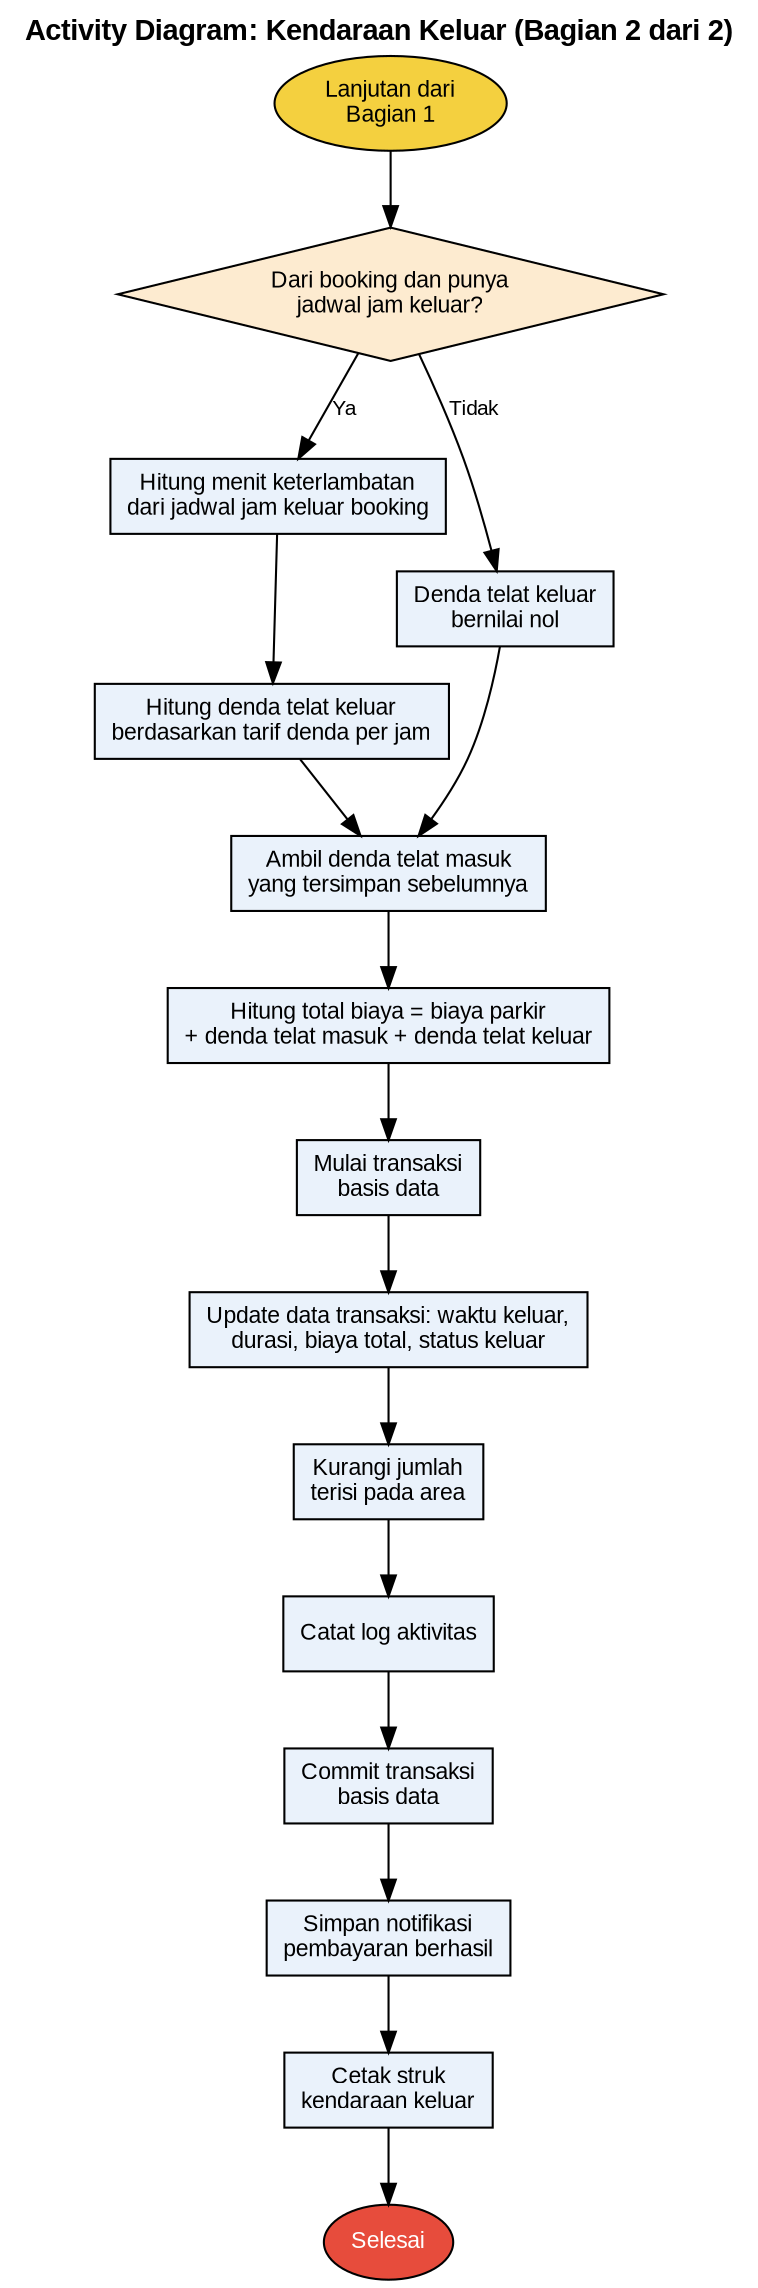 Activity Diagram: Kendaraan Keluar (Bagian 2 dari 2)
Lanjutan dari
Bagian 1
Dari booking dan punya
jadwal jam keluar?
Ya
Tidak
Hitung menit keterlambatan
dari jadwal jam keluar booking
Denda telat keluar
bernilai nol
Hitung denda telat keluar
berdasarkan tarif denda per jam
Ambil denda telat masuk
yang tersimpan sebelumnya
Hitung total biaya = biaya parkir
+ denda telat masuk + denda telat keluar
Mulai transaksi
basis data
Update data transaksi: waktu keluar,
durasi, biaya total, status keluar
Kurangi jumlah
terisi pada area
Catat log aktivitas
Commit transaksi
basis data
Simpan notifikasi
pembayaran berhasil
Cetak struk
kendaraan keluar
Selesai